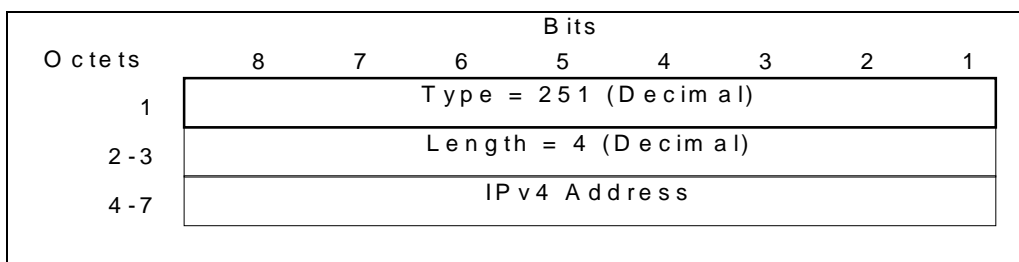 Bits
Octets 8 7 6 5 4 3 2 1
1 Type = 251 (Decimal)
2-3 Length = 4 (Decimal)
4-7 IPv4 Address